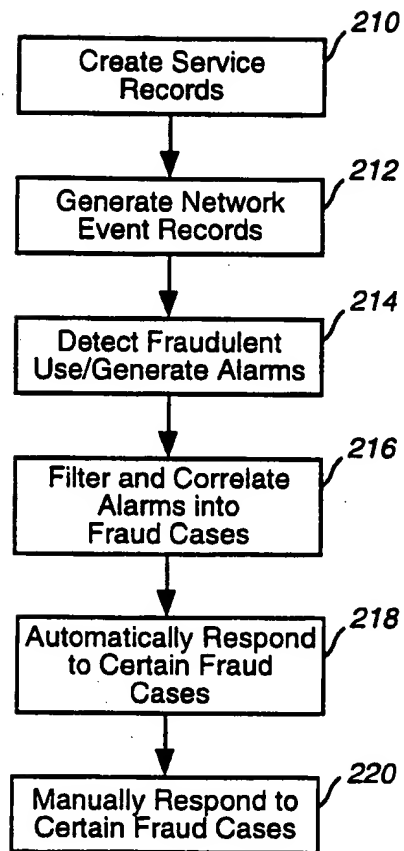 210
Create Service
Records
212
Generate Network
Event Records
214
Detect Fraudulent
Use/Generate Alarms
216
Filter and Correlate
Alarms into
Fraud Cases
218
Automatically Respond
to Certain Fraud
Cases
220
Manually Respond to
Certain Fraud Cases